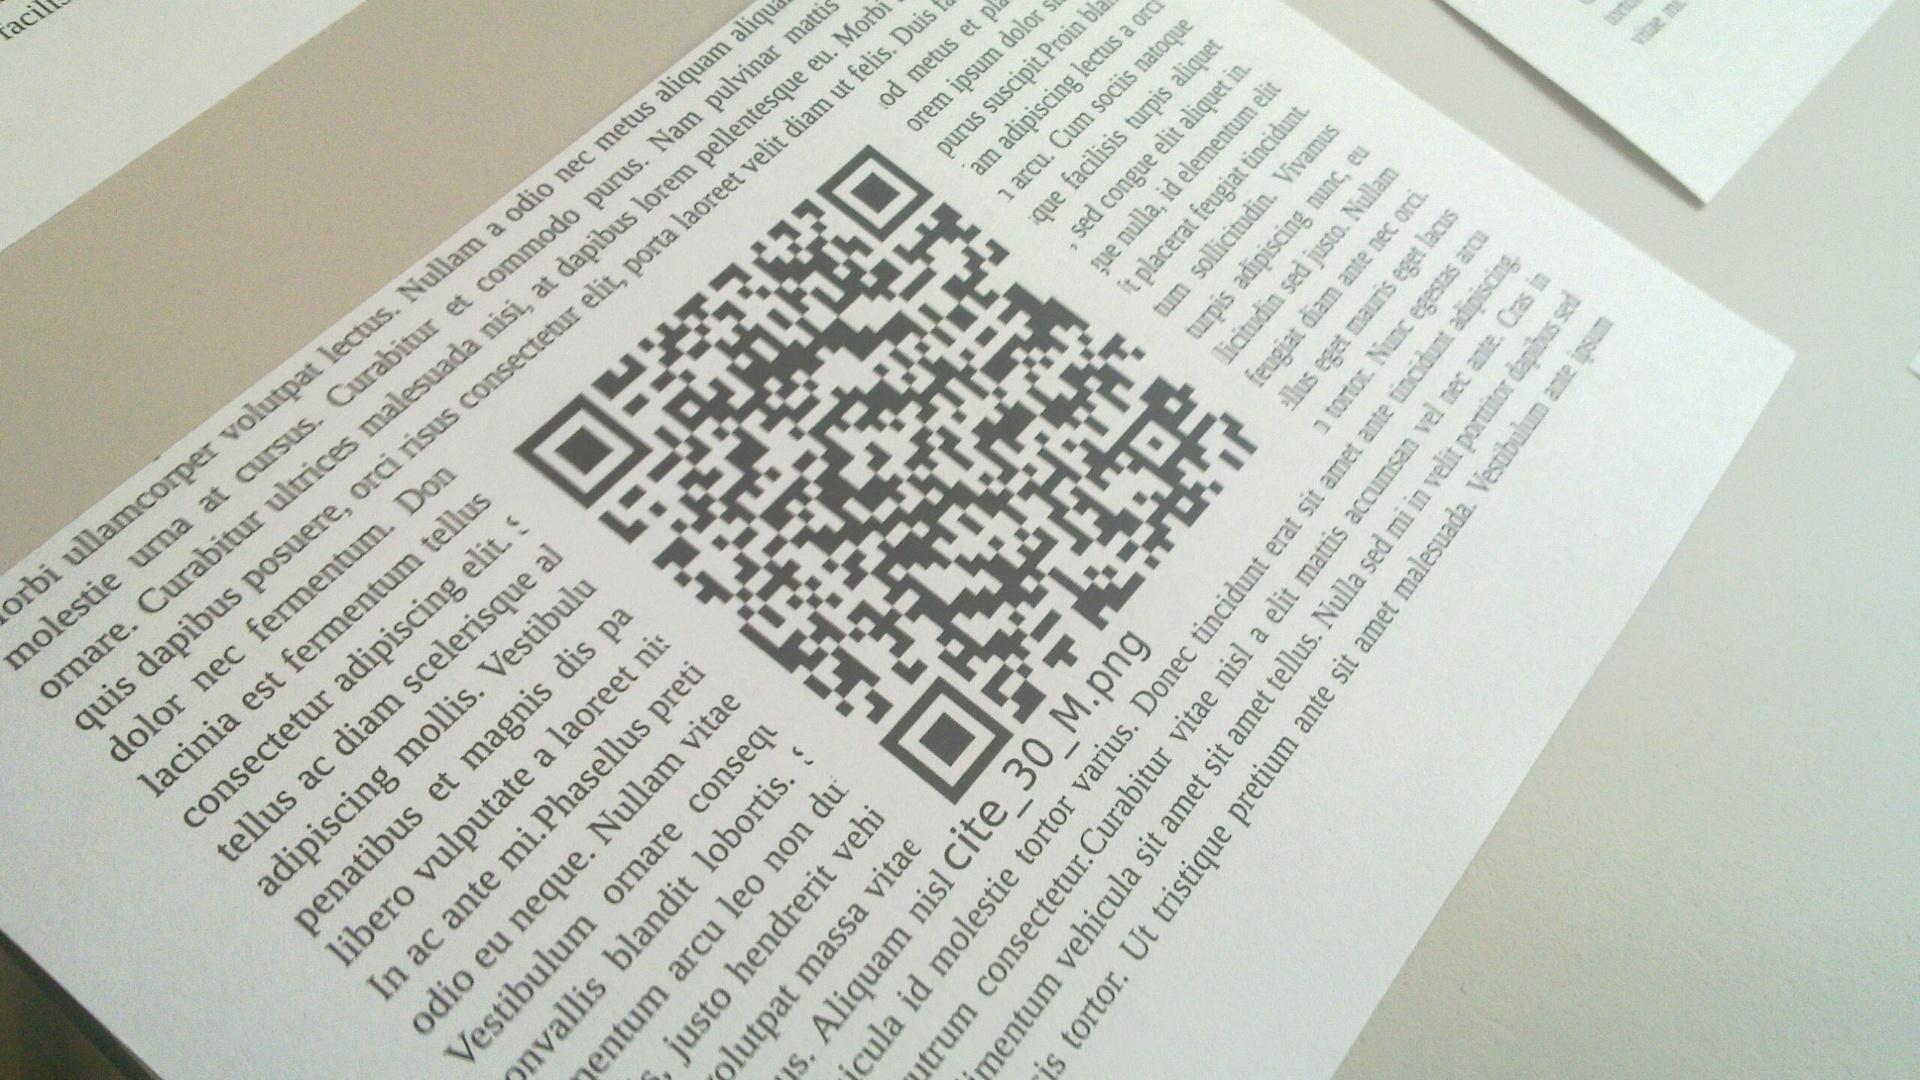 facilis
vitae mi.
Morbi ullamcorper volutpat lectus. Nullam a odio nec metus aliquam aliquam
molestie urna at cursus. Curabitur et commodo purus. Nam pulvinar mattis
ornare. Curabitur ultrices malesuada nisi, at dapibus lorem pellentesque eu. Morbi
quis dapibus posuere, orci risus consectetur elit, porta laoreet velit diam ut felis. Duis
dolor nec fermentum. Don
od metus et
lacinia est fermentum tellus
orem ipsum dolor
consectetur adipiscing elit.
purus suscipit.Proin
tellus ac diam scelerisque al
am adipiscing lectus a orci
adipiscing mollis. Vestibulu
arcu. Cum sociis natoque
penatibus et magnis dis pa
que facilisis turpis aliquet
libero vulputate a laoreet
, sed congue elit aliquet in.
In ac ante mi.Phasellus preti
ue nulla, id elementum elit
odio eu neque. Nullam vitae
t placerat feugiat tincidunt.
Vestibulum ornare consequ
tum sollicitudin. Vivamus
onvallis blandit lobortis.
turpis adipiscing nunc, eu
mentum arcu leo non du
licitudin sed justo. Nullam
s, justo hendrerit vehi
feugiat diam ante nec orci.
volutpat massa vitae
llus eget mauris eget lacus
us. Aliquam nisl
tortor. Nunc egestas arcu
cite_30_M.png
icula id molestie tortor varius. Donec tincidunt erat sit amet ante tincidunt adipiscing.
utrum consectetur.Curabitur vitae nisl a elit mattis accumsan vel nec ante. Cras in
dimentum vehicula sit amet sit amet tellus. Nulla sed mi in velit porttitor dapibus sed
is tortor. Ut tristique pretium ante sit amet malesuada. Vestibulum ante ipsum